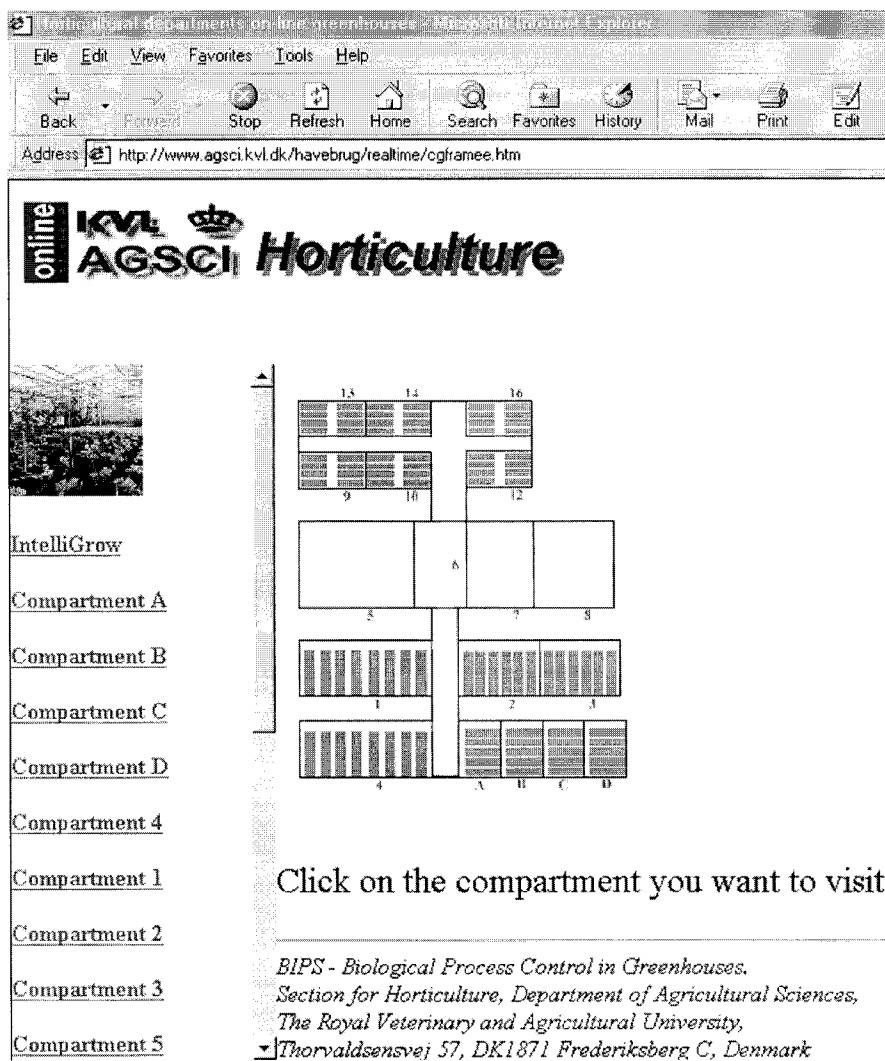 File Edit View Favorites Tools Help
Back Forward Stop Refresh Home Search Favorites History Mail Print Edit
Address http://www.agsci.kvl.dk/havebrug/realtime/cgframee.htm
online KVL AGSCI Horticulture
13 14 16
9 10 12
6
5 7 8
1 2 3
4 A B C D
IntelliGrow
Compartment A
Compartment B
Compartment C
Compartment D
Compartment 4
Compartment 1
Compartment 2
Compartment 3
Compartment 5
Click on the compartment you want to visit
BIPS - Biological Process Control in Greenhouses.
Section for Horticulture, Department of Agricultural Sciences,
The Royal Veterinary and Agricultural University,
Thorvaldsensvej 57, DK1871 Frederiksberg C, Denmark